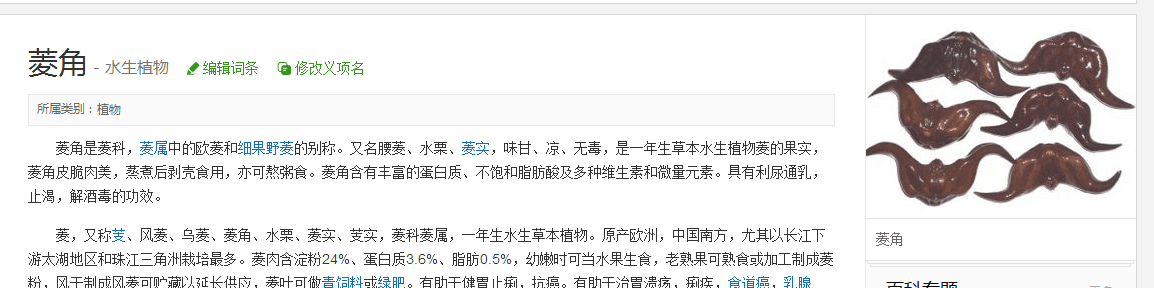 菱角 - 水生植物 编辑词条 修改义项名
所属类别：植物
菱角是菱科，菱属中的欧菱和细果野菱的别称。又名腰菱、水栗、菱实，味甘、凉、无毒，是一年生草本水生植物菱的果实，
菱角皮脆肉美，蒸煮后剥壳食用，亦可熬粥食。菱角含有丰富的蛋白质、不饱和脂肪酸及多种维生素和微量元素。具有利尿通乳，
止渴，解酒毒的功效。
菱，又称芰、风菱、乌菱、菱角、水栗、菱实、芰实，菱科菱属，一年生水生草本植物。原产欧洲，中国南方，尤其以长江下
游太湖地区和珠江三角洲栽培最多。菱肉含淀粉24%、蛋白质3.6%、脂肪0.5%，幼嫩时可当水果生食，老熟果可熟食或加工制成菱
粉，风干制成风菱可贮藏以延长供应，菱叶可做青饲料或绿肥。有助于健胃止痢，抗癌。有助于治胃溃疡，痢疾，食道癌，乳腺
菱角
百科专题